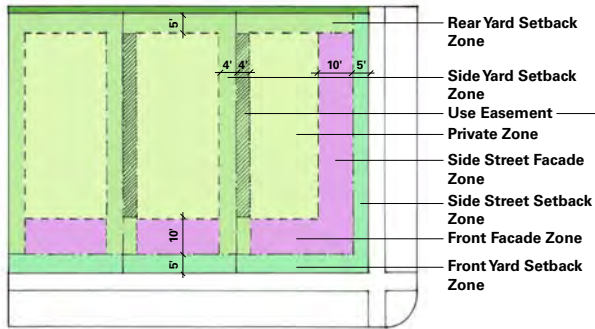 5'
Rear Yard Setback
Zone
4' 4' 10' 5'
Side Yard Setback
Zone
Use Easement
Private Zone
Side Street Facade
Zone
Side Street Setback
Zone
10'
Front Facade Zone
5'
Front Yard Setback
Zone